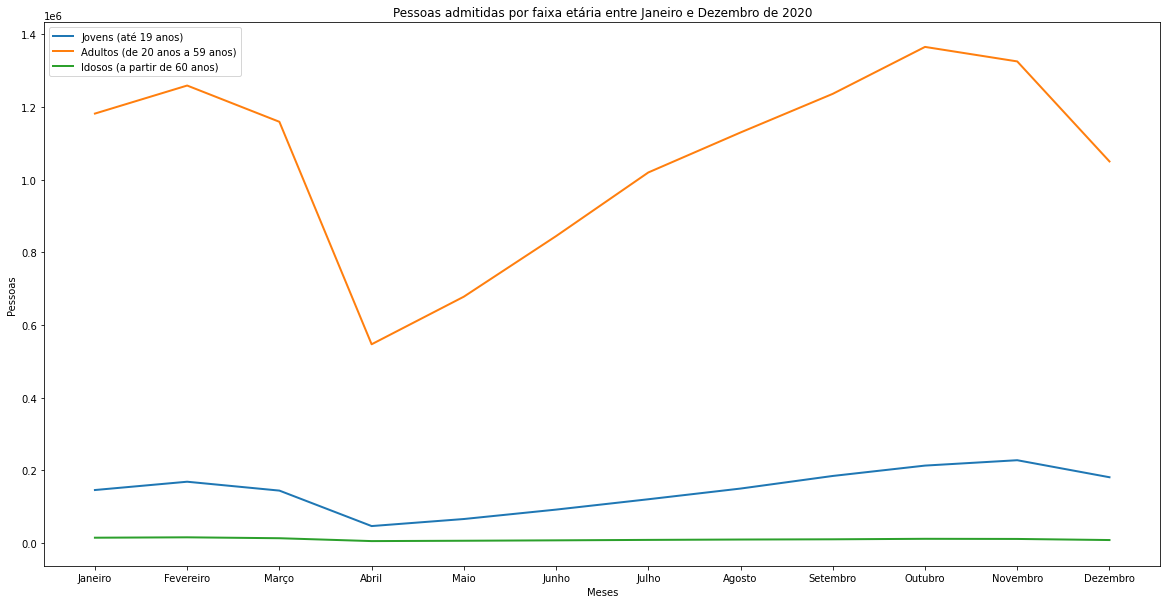 Pessoas admitidas por faixa etária entre Janeiro e Dezembro de 2020
1e6
Jovens (até 19 anos)
Adultos (de 20 anos a 59 anos)
Idosos (a partir de 60 anos)
1.4
1.2
1.0
0.8
0.6
0.4
0.2
0.0
Pessoas
Janeiro Fevereiro Março Abril Maio Junho Julho Agosto Setembro Outubro Novembro Dezembro
Meses